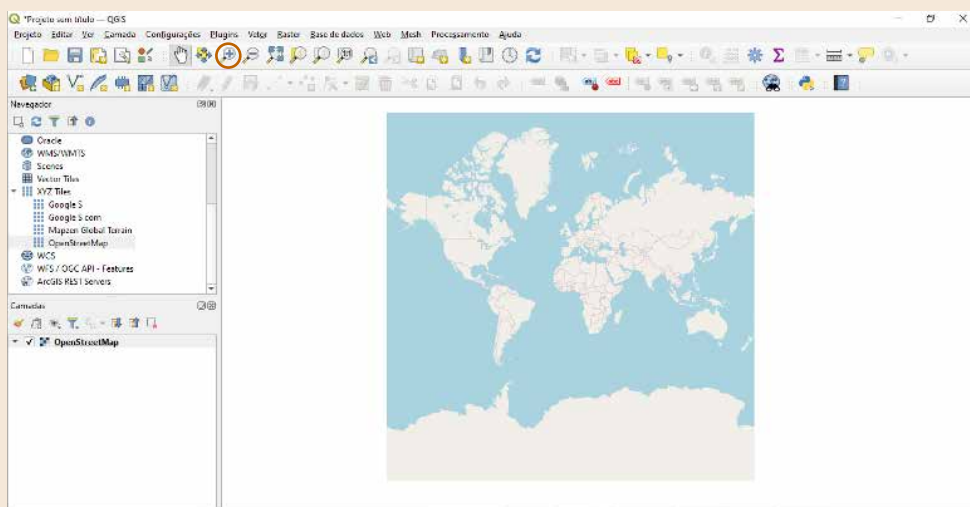 *Projeto sem título — QGIS
Projeto Editar Ver Camada Configurações Plugins Vetor Raster Base de dados Web Mesh Processamento Ajuda
Navegador
Oracle
WMS/WMTS
Scenes
Vector Tiles
XYZ Tiles
Google S
Google S com
Mapzen Global Terrain
OpenStreetMap
WCS
WFS / OGC API - Features
ArcGIS REST Servers
Camadas
OpenStreetMap